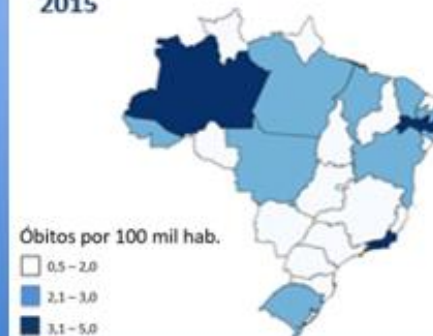 2015
Óbitos por 100 mil hab.
0,5 – 2,0
2,1 – 3,0
3,1 – 5,0